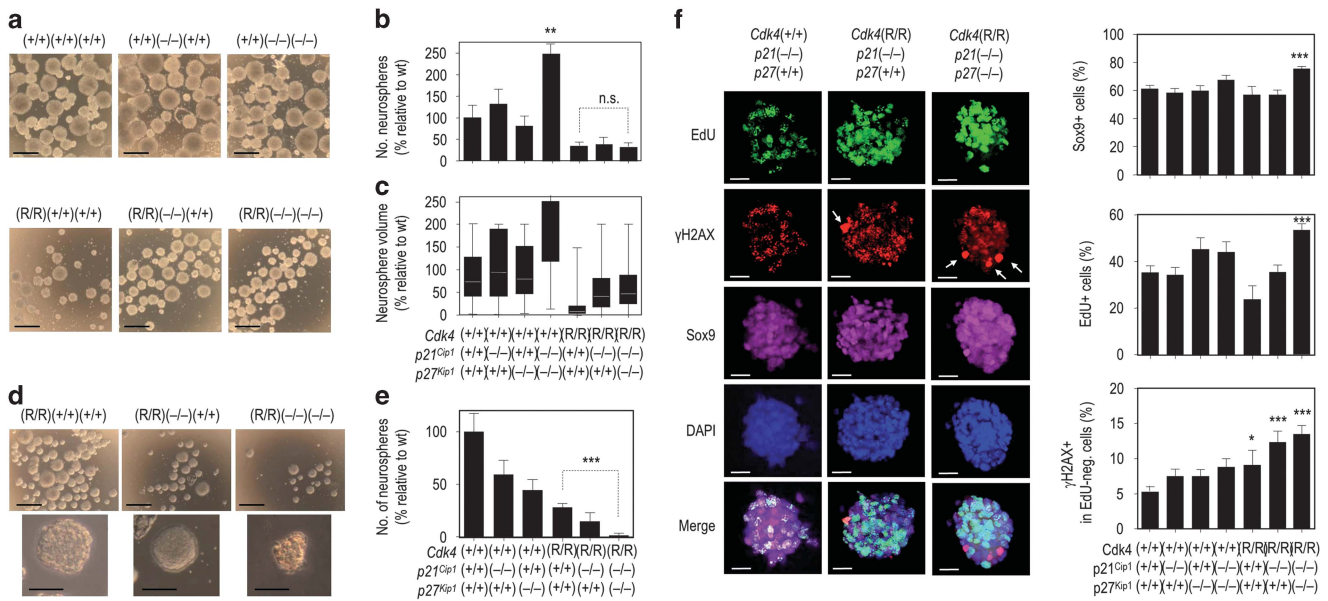 a
(+/+)(+/+)(+/+)
(+/+)(–/–)(+/+)
(+/+)(–/–)(–/–)
(R/R)(+/+)(+/+)
(R/R)(–/–)(+/+)
(R/R)(–/–)(–/–)
b
No. neurospheres
(% relative to wt)
250
200
150
100
50
0
**
n.s.
c
Neurosphere volume
(% relative to wt)
250
200
150
100
50
0
Cdk4 (+/+)(+/+)(+/+)(+/+)(R/R)(R/R)(R/R)
p21Cip1 (+/+)(–/–)(+/+)(–/–)(+/+)(–/–)(–/–)
p27Kip1 (+/+)(+/+)(–/–)(–/–)(+/+)(+/+)(–/–)
d
(R/R)(+/+)(+/+)
(R/R)(–/–)(+/+)
(R/R)(–/–)(–/–)
e
No. of neurospheres
(% relative to wt)
100
50
0
***
Cdk4 (+/+) (+/+) (+/+) (R/R) (R/R) (R/R)
p21Cip1 (+/+) (–/–) (+/+) (+/+) (–/–) (–/–)
p27Kip1 (+/+) (+/+) (–/–) (+/+) (+/+) (–/–)
f
Cdk4(+/+)
p21(–/–)
p27(+/+)
Cdk4(R/R)
p21(–/–)
p27(+/+)
Cdk4(R/R)
p21(–/–)
p27(–/–)
EdU
γH2AX
Sox9
DAPI
Merge
Sox9+ cells (%)
100
80
60
40
20
0
***
EdU+ cells (%)
60
40
20
0
***
γH2AX+
in EdU-neg. cells (%)
20
15
10
5
0
*
***
***
Cdk4 (+/+) (+/+) (+/+) (+/+) (R/R)(R/R) (R/R)
p21Cip1 (+/+) (–/–) (+/+) (–/–) (+/+) (–/–) (–/–)
p27Kip1 (+/+) (+/+) (–/–) (–/–) (+/+) (+/+) (–/–)